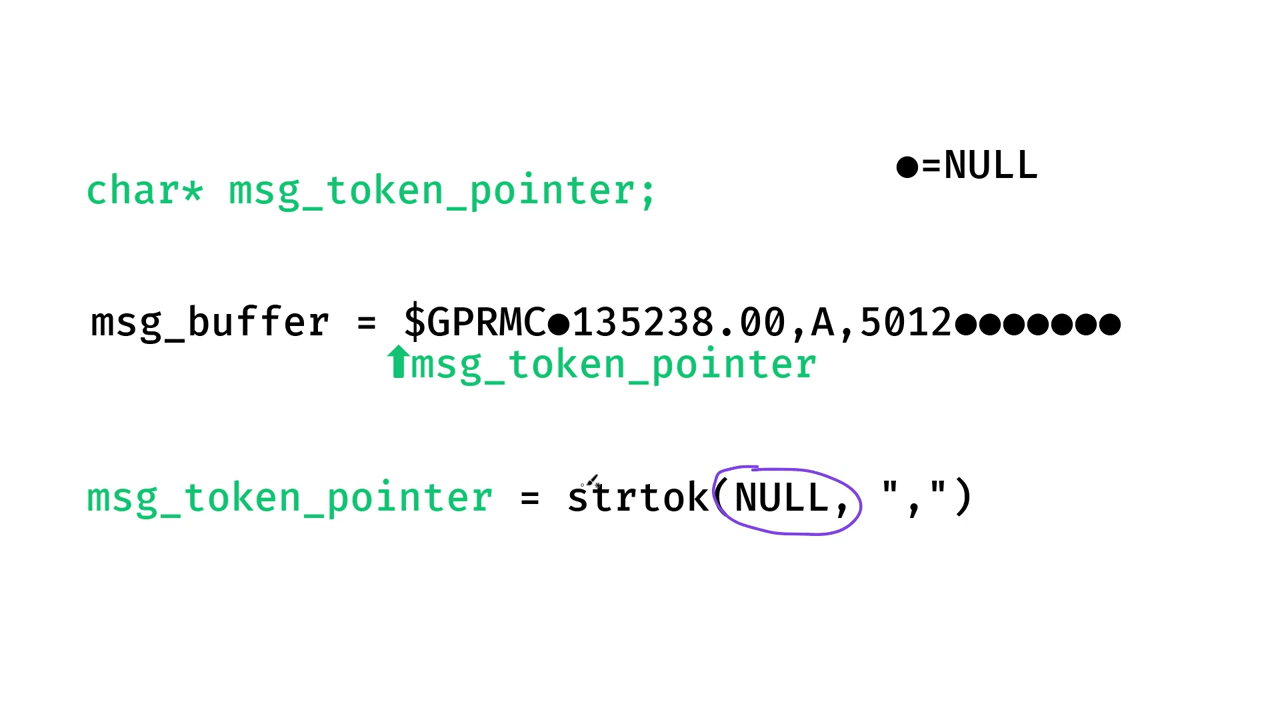 ●=NULL
char* msg_token_pointer;
msg_buffer = $GPRMC●135238.00,A,5012●●●●●●●
⬆msg_token_pointer
msg_token_pointer = strtok(NULL, ",")